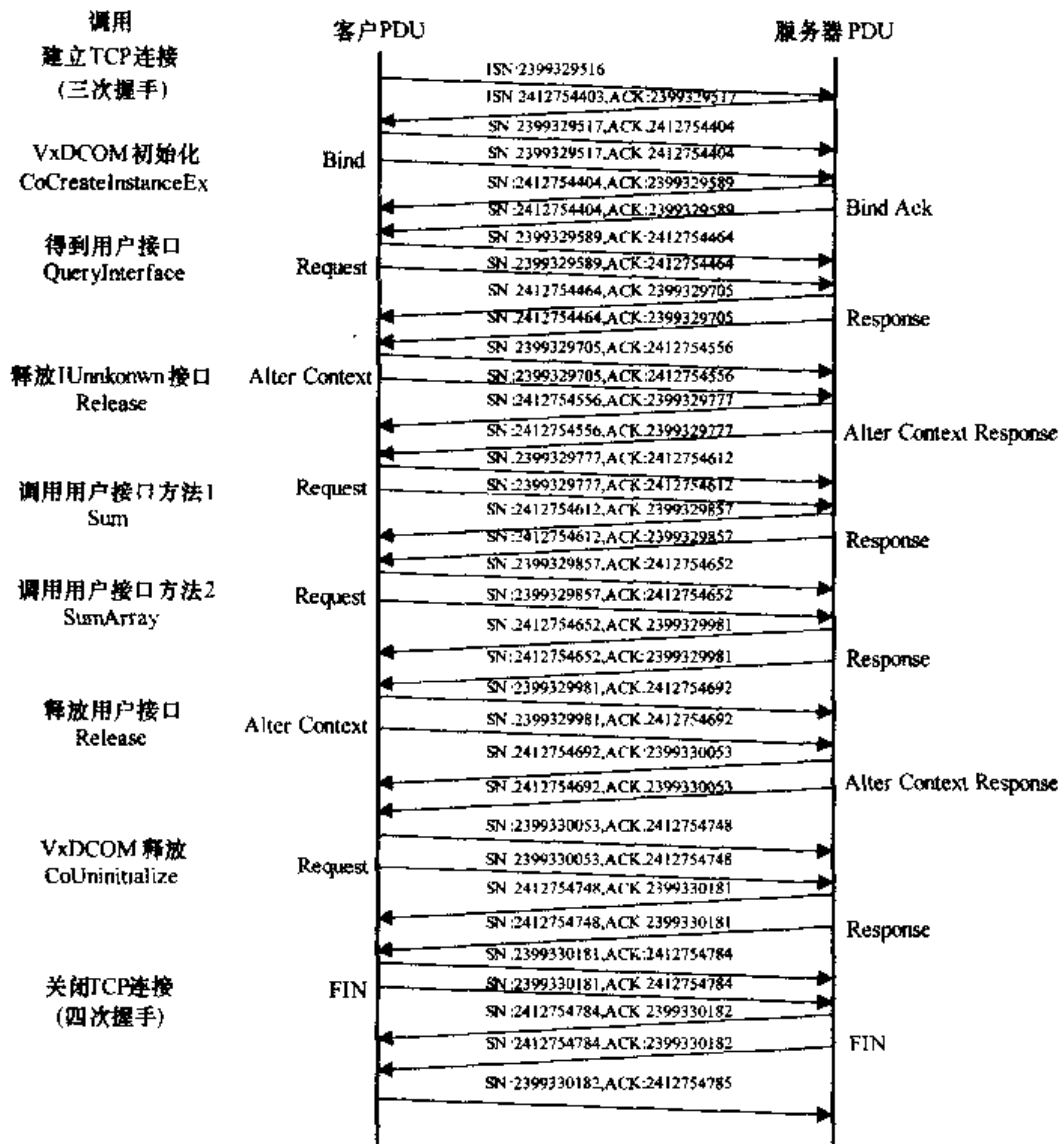 调用
客户PDU
服务器PDU
建立TCP连接
(三次握手)
ISN:2399329516
ISN 2412754403,ACK:2399329517
SN 2399329517,ACK.2412754404
VxDCOM 初始化
CoCreateInstanceEx
Bind
SN .2399329517,ACK 2412754404
SN:2412754404,ACK:2399329589
SN :2412754404,ACK:2399329589
Bind Ack
得到用户接口
QueryInterface
SN :2399329589,ACK:2412754464
Request
SN :2399329589,ACK:2412754464
SN 2412754464,ACK 2399329705
SN :2412754464,ACK 2399329705
Response
SN :2399329705,ACK:2412754556
释放IUnnkonwn接口
Release
Alter Context
SN:2399329705,ACK:2412754556
SN:2412754556,ACK:2399329777
SN:2412754556,ACK:2399329777
Alter Context Response
SN :2399329777,ACK:2412754612
调用用户接口方法1
Sum
Request
SN:2399329777,ACK:2412754612
SN:2412754612,ACK 2399329857
SN :2412754612,ACK:2399329857
Response
SN:2399329857,ACK:2412754652
调用用户接口方法2
SumArray
Request
SN:2399329857,ACK:2412754652
SN .2412754652,ACK.2399329981
SN:2412754652,ACK:2399329981
Response
SN :2399329981,ACK.2412754692
释放用户接口
Release
Alter Context
SN .2399329981,ACK.2412754692
SN 2412754692,ACK:2399330053
SN :2412754692,ACK.2399330053
Alter Context Response
SN :2399330053,ACK.2412754748
VxDCOM 释放
CoUninitialize
Request
SN 2399330053,ACK.2412754748
SN 2412754748,ACK 2399330181
SN :2412754748,ACK 2399330181
Response
SN :2399330181,ACK:2412754784
关闭TCP连接
(四次握手)
FIN
SN:2399330181,ACK 2412754784
SN:2412754784,ACK 2399330182
SN:2412754784,ACK:2399330182
FIN
SN:2399330182,ACK:2412754785